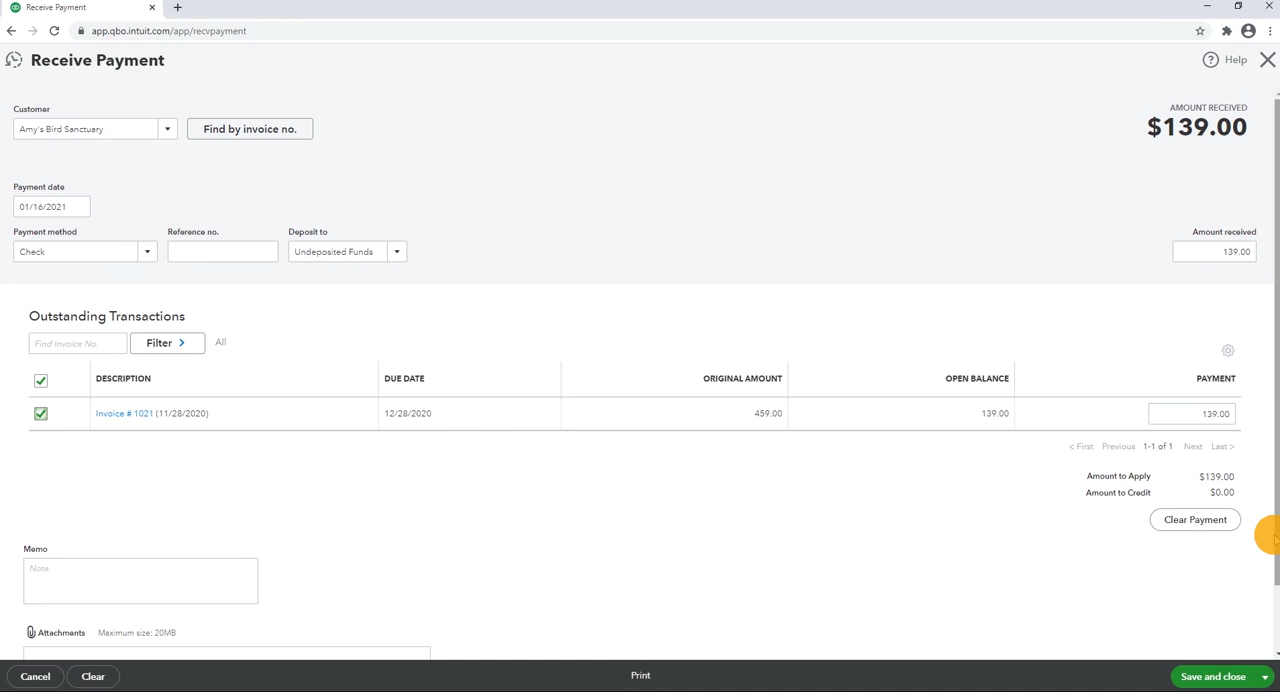 Receive Payment
app.qbo.intuit.com/app/recvpayment
Receive Payment
Help
Customer
Amy's Bird Sanctuary
Find by invoice no.
AMOUNT RECEIVED
$139.00
Payment date
01/16/2021
Payment method
Reference no.
Deposit to
Amount received
Check
Undeposited Funds
139.00
Outstanding Transactions
Find Invoice No.
Filter
All
DESCRIPTION DUE DATE ORIGINAL AMOUNT OPEN BALANCE PAYMENT
Invoice # 1021 (11/28/2020) 12/28/2020 459.00 139.00 139.00
< First Previous 1-1 of 1 Next Last >
Amount to Apply $139.00
Amount to Credit $0.00
Clear Payment
Memo
Note
Attachments Maximum size: 20MB
Cancel
Clear
Print
Save and close